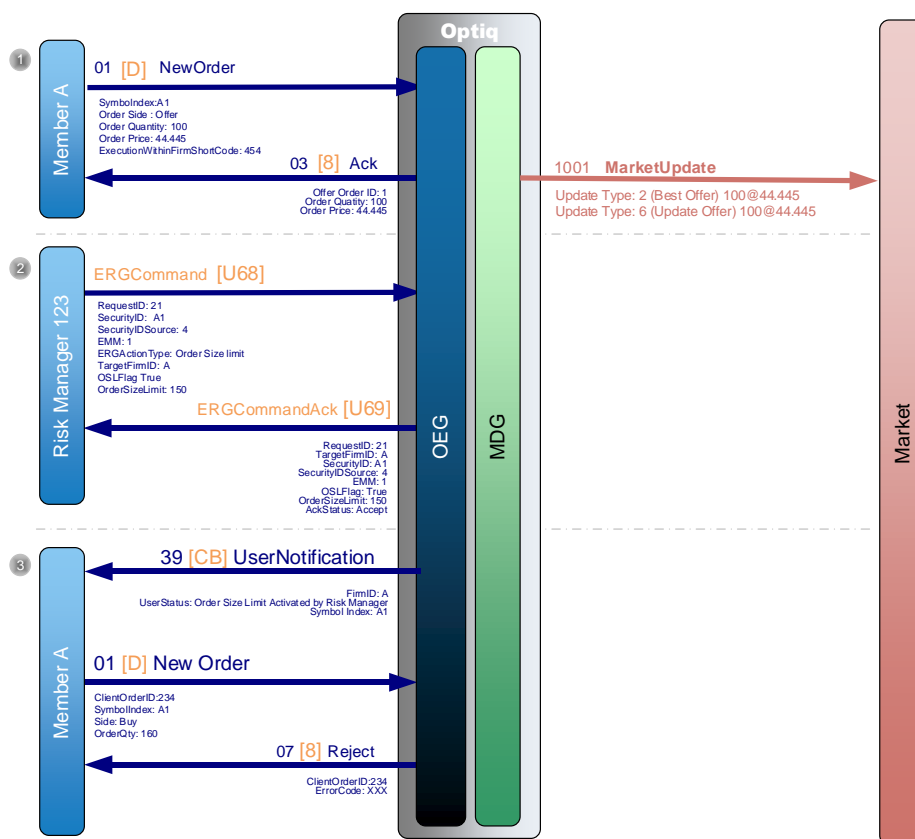 Optiq
1
Member A
01 [D] NewOrder
SymbolIndex:A1
Order Side : Offer
Order Quantity: 100
Order Price: 44.445
ExecutionWithinFirmShortCode: 454
03 [8] Ack
Offer Order ID: 1
Order Quatity: 100
Order Price: 44.445
1001 MarketUpdate
Update Type: 2 (Best Offer) 100@44.445
Update Type: 6 (Update Offer) 100@44.445
2
Risk Manager 123
ERGCommand [U68]
RequestID: 21
SecurityID: A1
SecurityIDSource: 4
EMM: 1
ERGActionType: Order Size limit
TargetFirmID: A
OSLFlag True
OrderSizeLimit: 150
ERGCommandAck [U69]
RequestID: 21
TargetFirmID: A
SecurityID: A1
SecurityIDSource: 4
EMM: 1
OSLFlag: True
OrderSizeLimit: 150
AckStatus: Accept
OEG
MDG
Market
3
Member A
39 [CB] UserNotification
FirmID: A
UserStatus: Order Size Limit Activated by Risk Manager
Symbol Index: A1
01 [D] New Order
ClientOrderID:234
SymbolIndex: A1
Side: Buy
OrderQty: 160
07 [8] Reject
ClientOrderID:234
ErrorCode: XXX